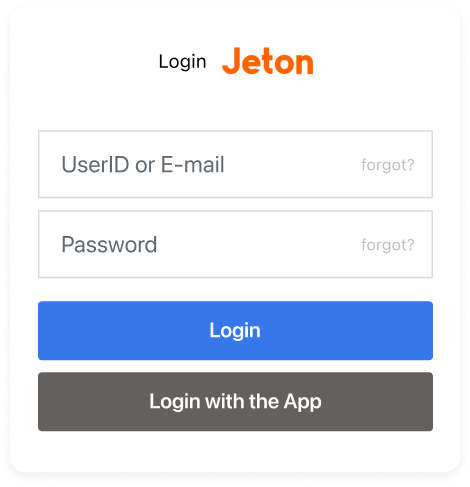 Login Jeton
UserID or E-mail forgot?
Password forgot?
Login
Login with the App